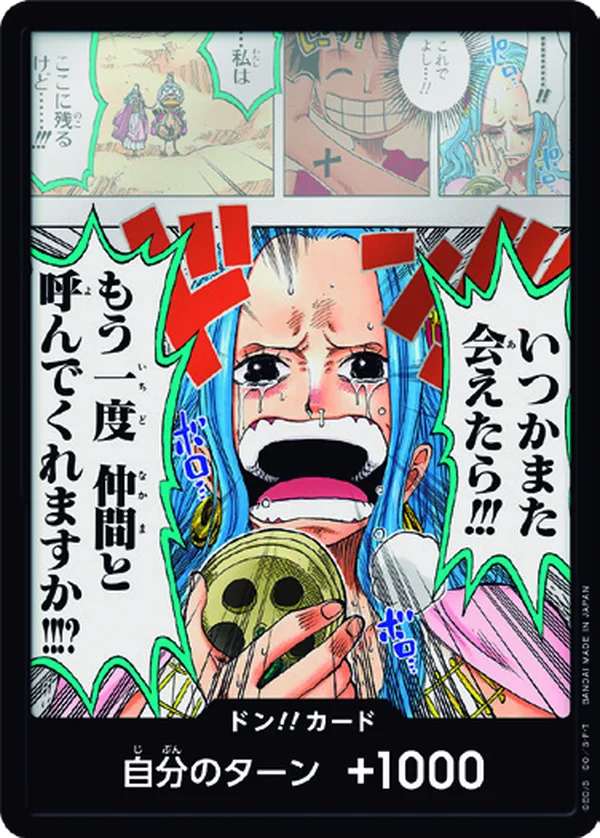 …私は
ここに残る
けど……!!!
これで
よし…!!
ボロ
!!
ボロ
ドン
いつかまた
会えたら!!!
もう一度 仲間と
呼んでくれますか!!!?
ボロ…
ボロ…
ドン!!カード
自分のターン +1000
BANDAI MADE IN JAPAN